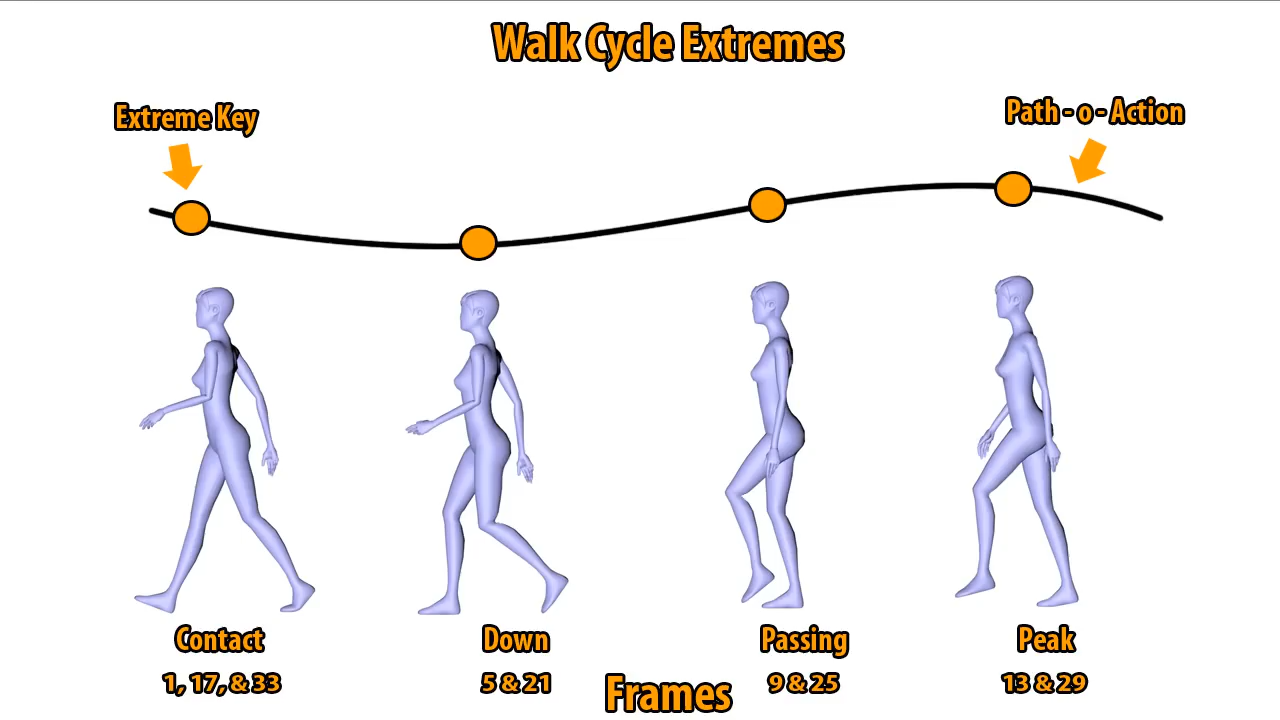 Walk Cycle Extremes
Extreme Key
Path - o - Action
Contact
Down
Passing
Peak
1, 17, & 33
5 & 21
Frames
9 & 25
13 & 29